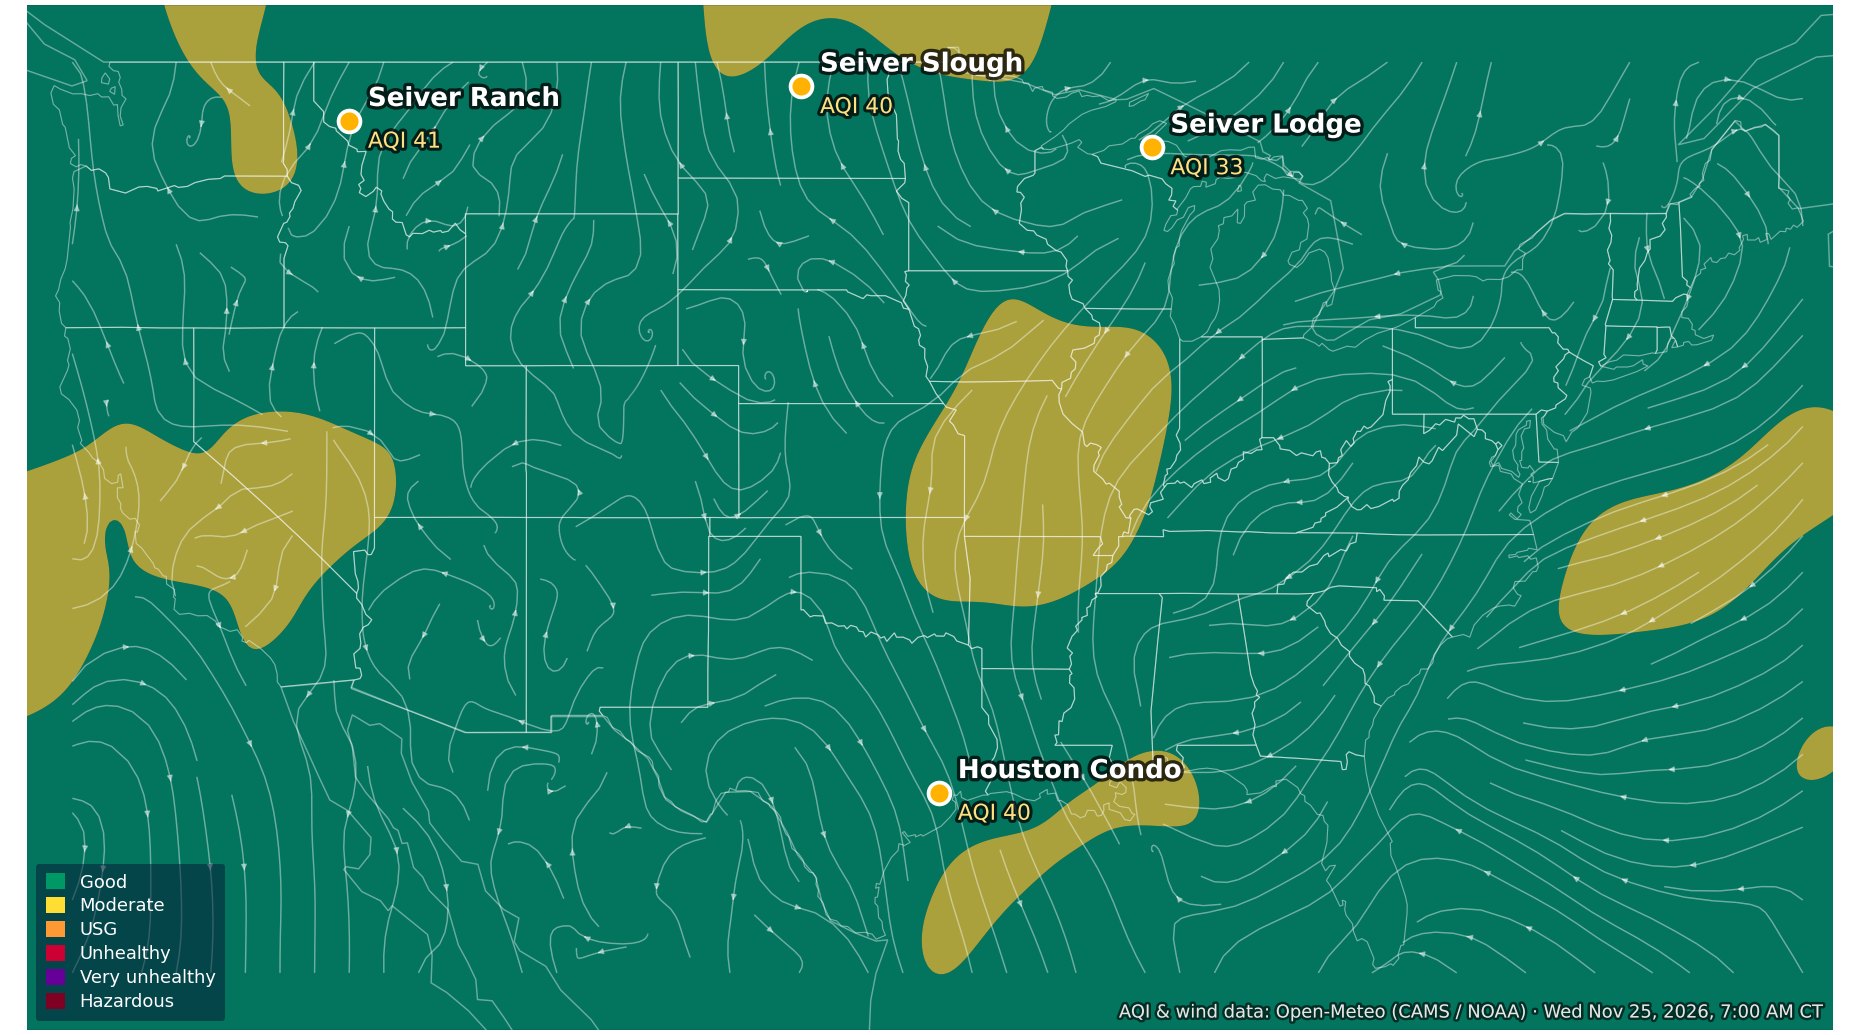 Seiver Slough
AQI 40
Seiver Ranch
AQI 41
Seiver Lodge
AQI 33
Houston Condo
AQI 40
Good
Moderate
USG
Unhealthy
Very unhealthy
Hazardous
AQI & wind data: Open-Meteo (CAMS / NOAA) · Wed Nov 25, 2026, 7:00 AM CT